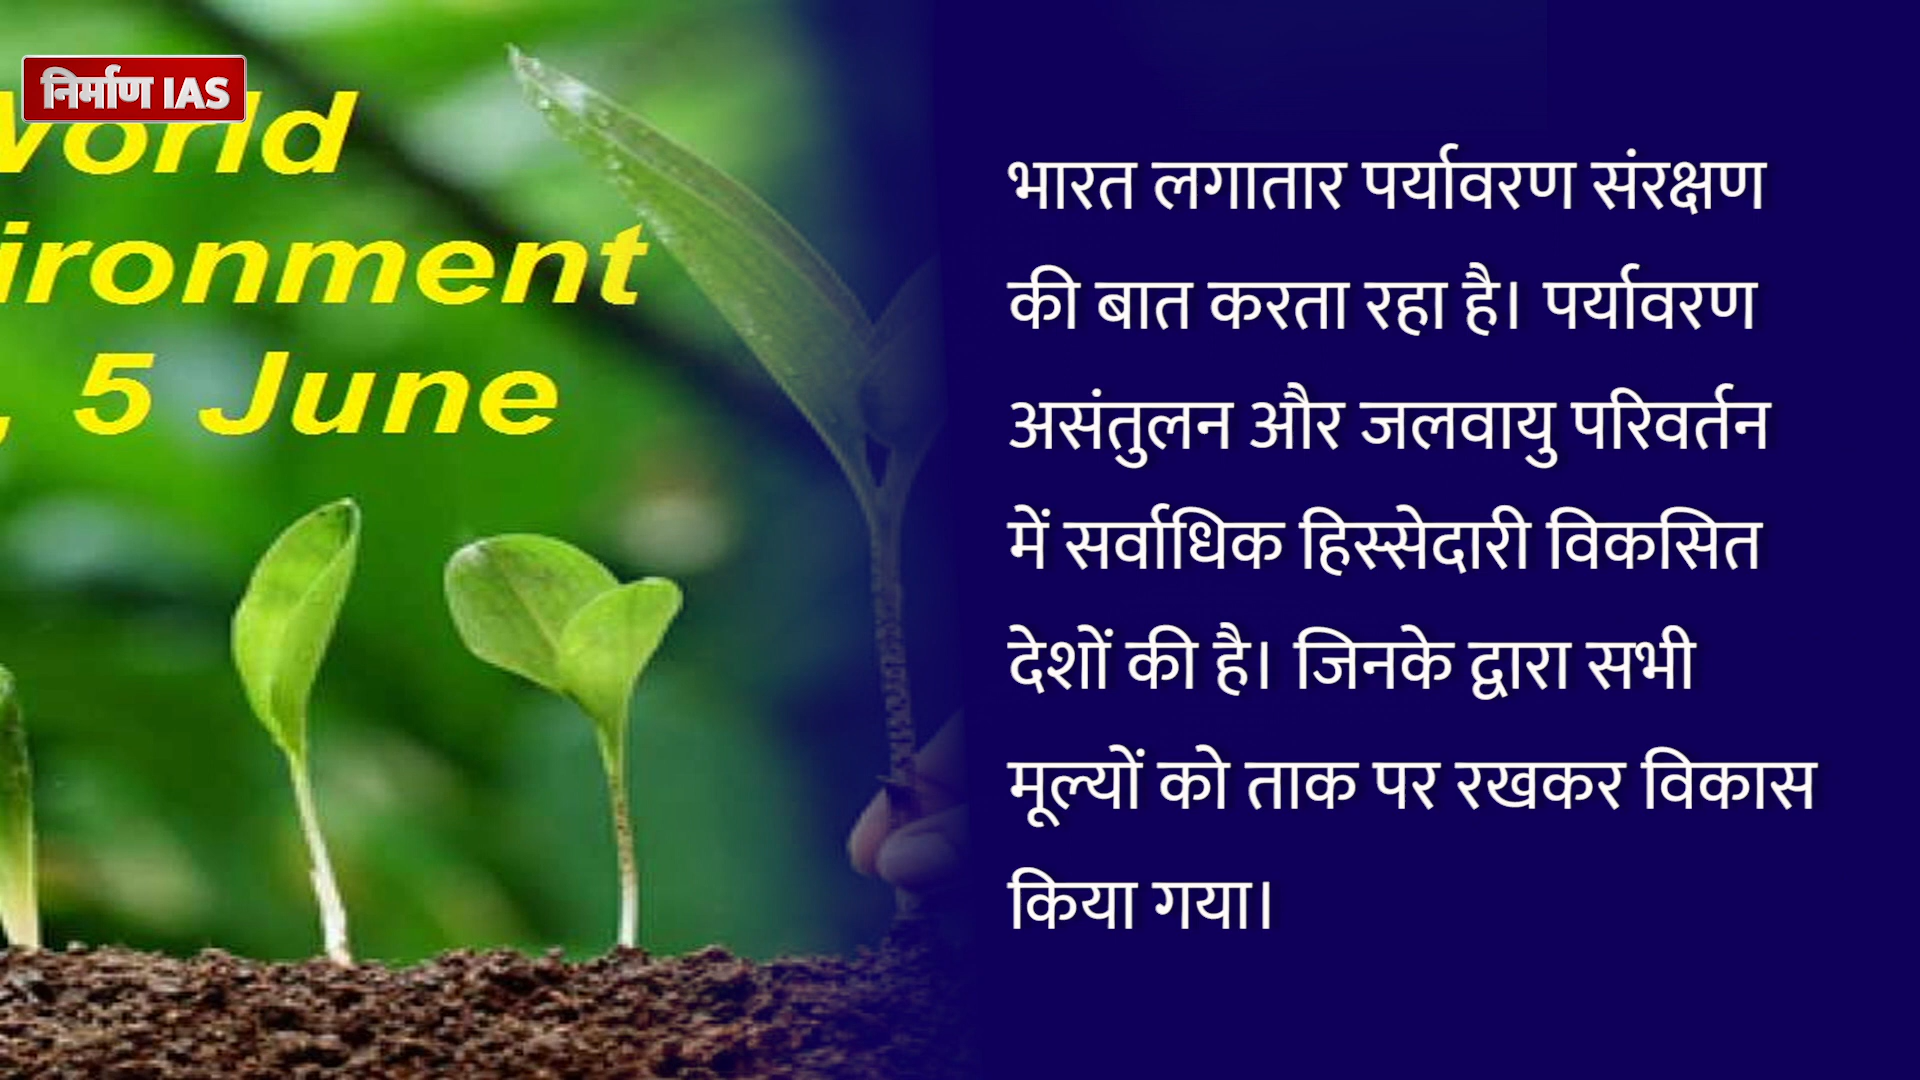 निर्माण IAS
World
ironment
, 5 June
भारत लगातार पर्यावरण संरक्षण
की बात करता रहा है। पर्यावरण
असंतुलन और जलवायु परिवर्तन
में सर्वाधिक हिस्सेदारी विकसित
देशों की है। जिनके द्वारा सभी
मूल्यों को ताक पर रखकर विकास
किया गया।